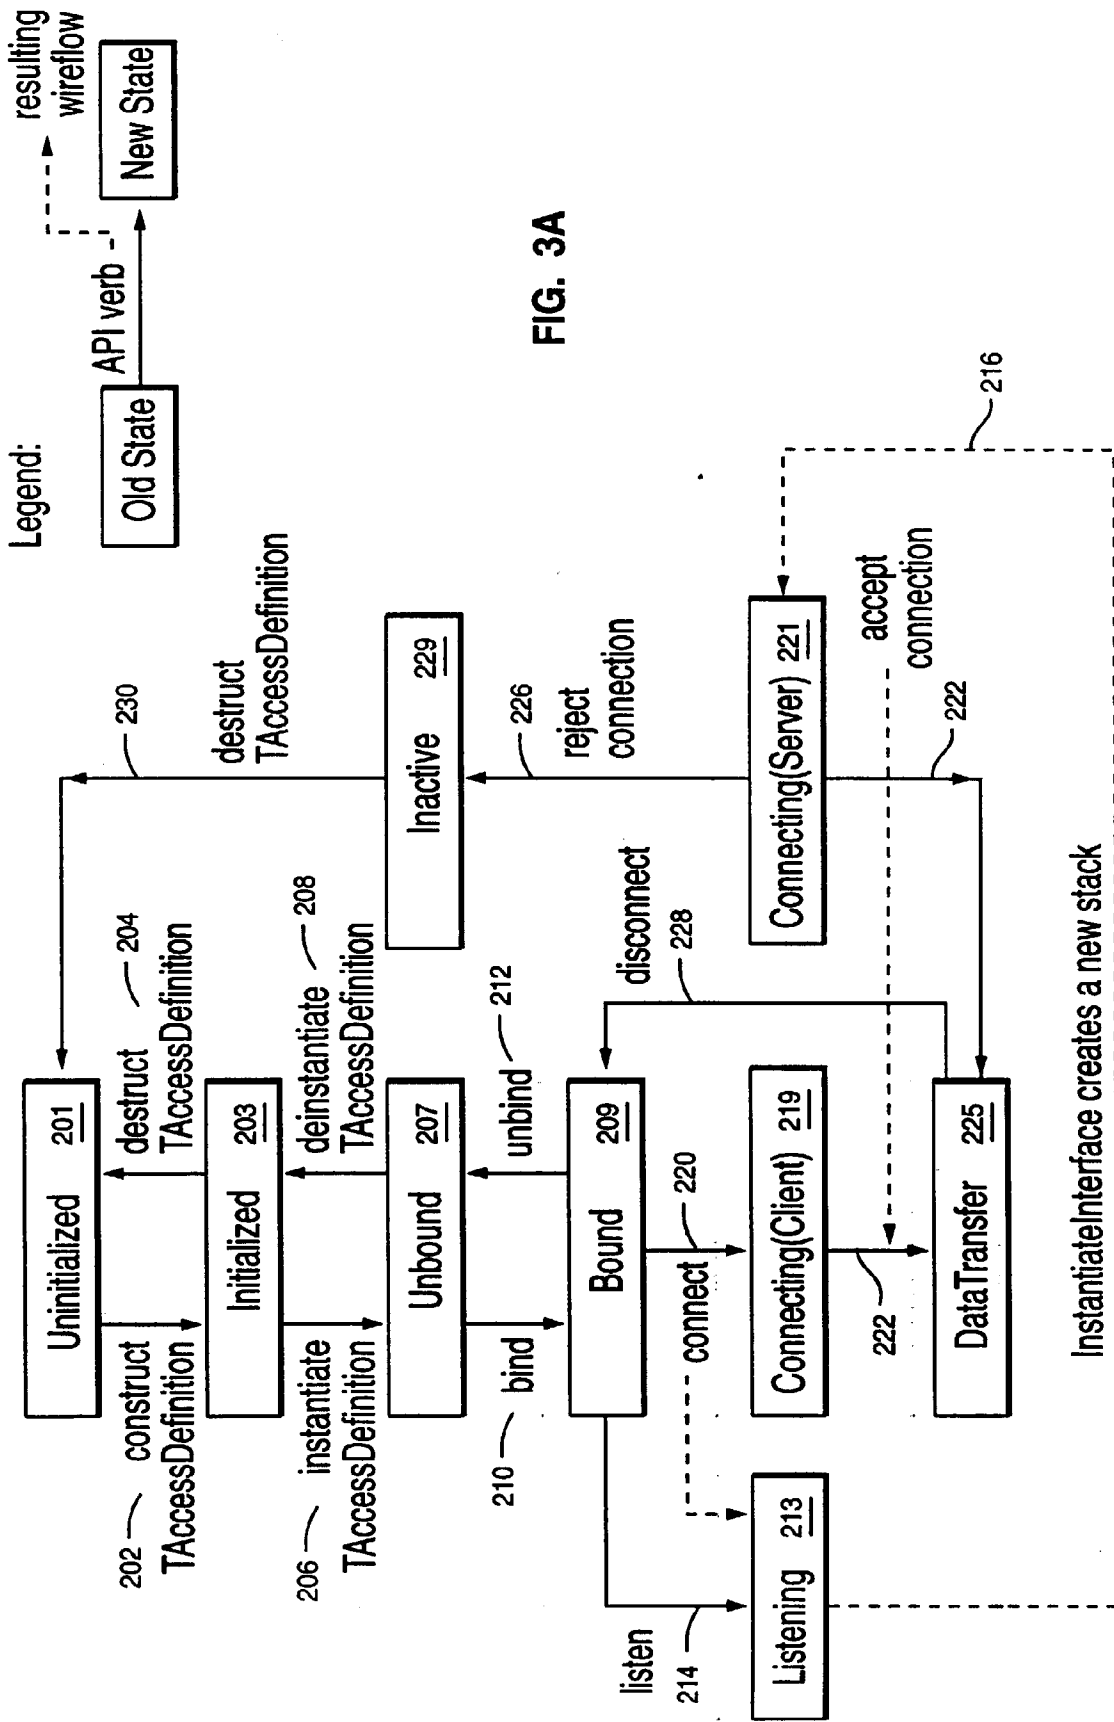 Legend:
Old State
API verb
New State
resulting
wireflow
FIG. 3A
Uninitialized 201
202
construct
TAccessDefinition
destruct
TAccessDefinition
204
230
destruct
TAccessDefinition
Initialized 203
206
instantiate
TAccessDefinition
deinstantiate
TAccessDefinition
208
Unbound 207
Inactive 229
210
bind
unbind
212
226
reject
connection
Bound 209
listen
214
connect
220
disconnect
228
Listening 213
Connecting(Client) 219
Connecting(Server) 221
216
222
222
accept
connection
DataTransfer 225
InstantiateInterface creates a new stack